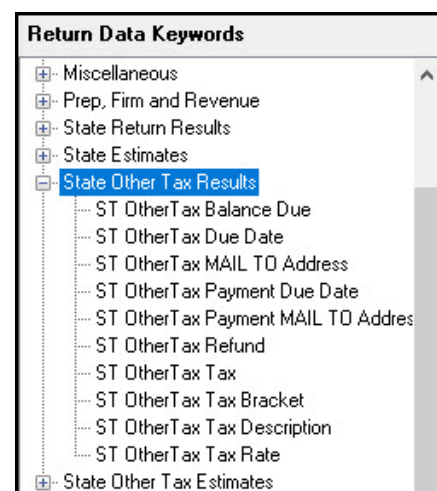 Return Data Keywords
Miscellaneous
Prep, Firm and Revenue
State Return Results
State Estimates
State Other Tax Results
ST OtherTax Balance Due
ST OtherTax Due Date
ST OtherTax MAIL TO Address
ST OtherTax Payment Due Date
ST OtherTax Payment MAIL TO Addres
ST OtherTax Refund
ST OtherTax Tax
ST OtherTax Tax Bracket
ST OtherTax Tax Description
ST OtherTax Tax Rate
State Other Tax Estimates